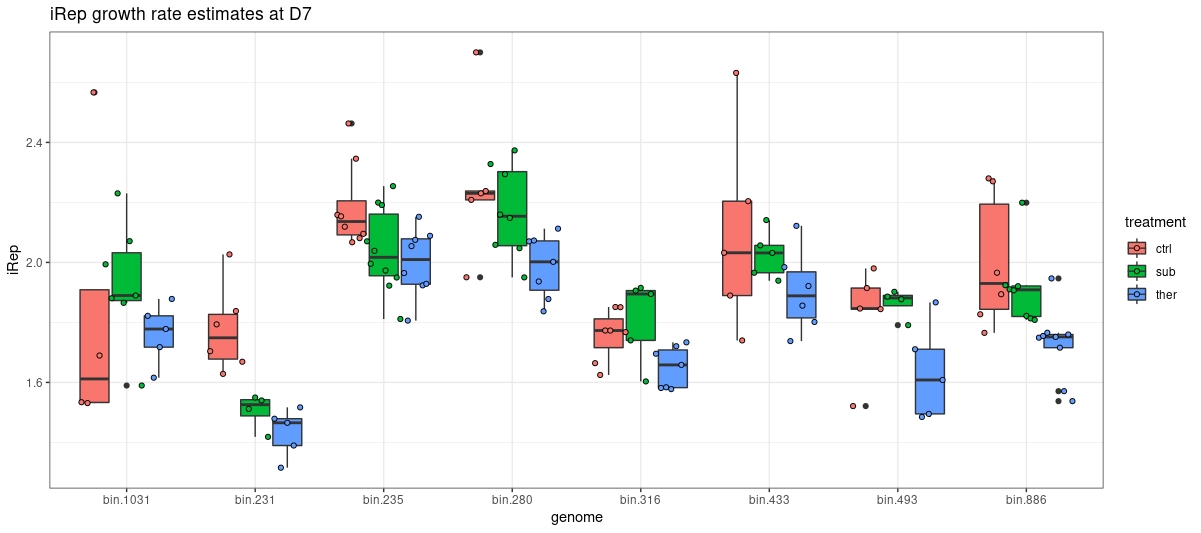 iRep growth rate estimates at D7
iRep
2.4
2.0
1.6
bin.1031 bin.231 bin.235 bin.280 bin.316 bin.433 bin.493 bin.886
genome
treatment
ctrl
sub
ther